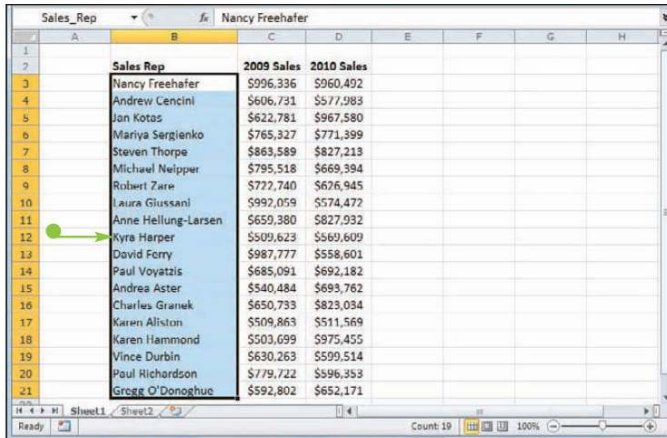 Sales_Rep fx Nancy Freehafer
A B C D E F G H
1
2 Sales Rep 2009 Sales 2010 Sales
3 Nancy Freehafer $996,336 $960,492
4 Andrew Cencini $606,731 $577,983
5 Jan Kotas $622,781 $967,580
6 Mariya Sergienko $765,327 $771,399
7 Steven Thorpe $863,589 $827,213
8 Michael Neipper $795,518 $669,394
9 Robert Zare $722,740 $626,945
10 Laura Giussani $992,059 $574,472
11 Anne Hellung-Larsen $659,380 $827,932
12 Kyra Harper $509,623 $569,609
13 David Ferry $987,777 $558,601
14 Paul Voyatzis $685,091 $692,182
15 Andrea Aster $540,484 $693,762
16 Charles Granek $650,733 $823,034
17 Karen Aliston $509,863 $511,569
18 Karen Hammond $503,699 $975,455
19 Vince Durbin $630,263 $599,514
20 Paul Richardson $779,722 $596,353
21 Gregg O'Donoghue $592,802 $652,171
Sheet1 Sheet2
Ready Count: 19 100%